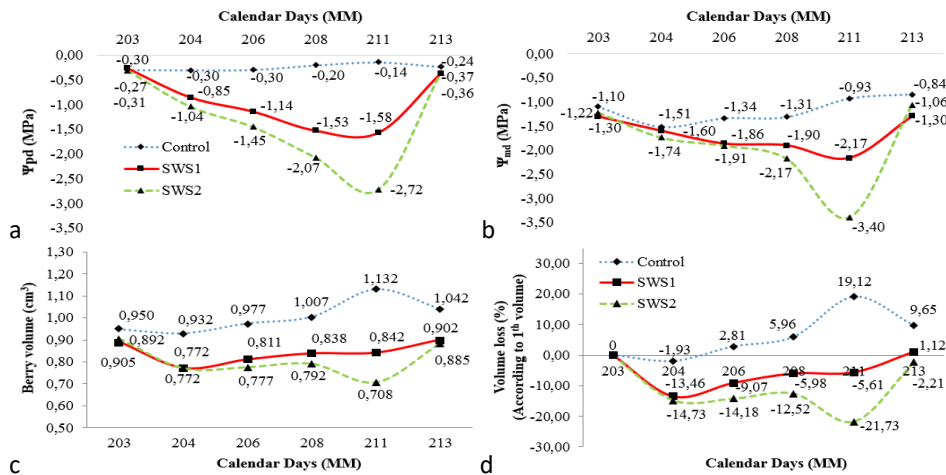 Calendar Days (MM)
203 204 206 208 211 213
0,00
-0,50
-1,00
-1,50
-2,00
-2,50
-3,00
-3,50
Ψpd (MPa)
-0,30 -0,30 -0,30 -0,20 -0,14 -0,24
-0,27 -0,85 -1,14 -1,53 -1,58 -0,37
-0,31 -1,04 -1,45 -2,07 -2,72 -0,36
Control
SWS1
SWS2
a
Calendar Days (MM)
203 204 206 208 211 213
0,00
-0,50
-1,00
-1,50
-2,00
-2,50
-3,00
-3,50
Ψmd (MPa)
-1,10 -1,51 -1,34 -1,31 -0,93 -0,84
-1,22 -1,60 -1,86 -1,90 -2,17 -1,06
-1,30 -1,74 -1,91 -2,17 -3,40 -1,30
Control
SWS1
SWS2
b
1,30
1,20
1,10
1,00
0,90
0,80
0,70
0,60
0,50
Berry volume (cm³)
0,950 0,932 0,977 1,007 1,132 1,042
0,892 0,772 0,811 0,838 0,842 0,902
0,905 0,772 0,777 0,792 0,708 0,885
203 204 206 208 211 213
Calendar Days (MM)
c
30,00
20,00
10,00
0,00
-10,00
-20,00
-30,00
Volume loss (%)
(According to 1th volume)
Control
SWS1
SWS2
0 -1,93 2,81 5,96 19,12 9,65
203 204 206 208 211 213
-13,46 -9,07 -5,98 -5,61 1,12
-14,73 -14,18 -12,52 -21,73 -2,21
Calendar Days (MM)
d